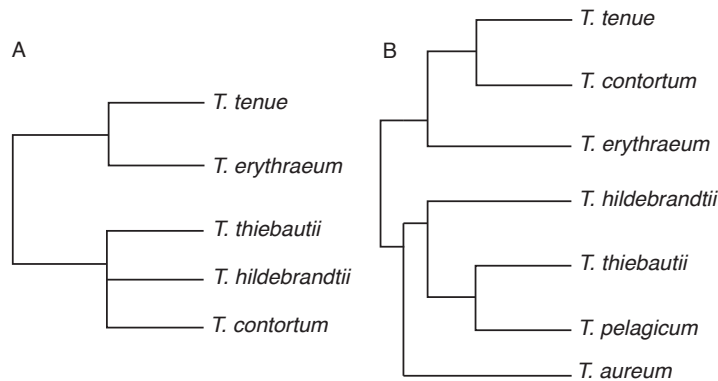 A
T. tenue
T. erythraeum
T. thiebautii
T. hildebrandtii
T. contortum
B
T. tenue
T. contortum
T. erythraeum
T. hildebrandtii
T. thiebautii
T. pelagicum
T. aureum